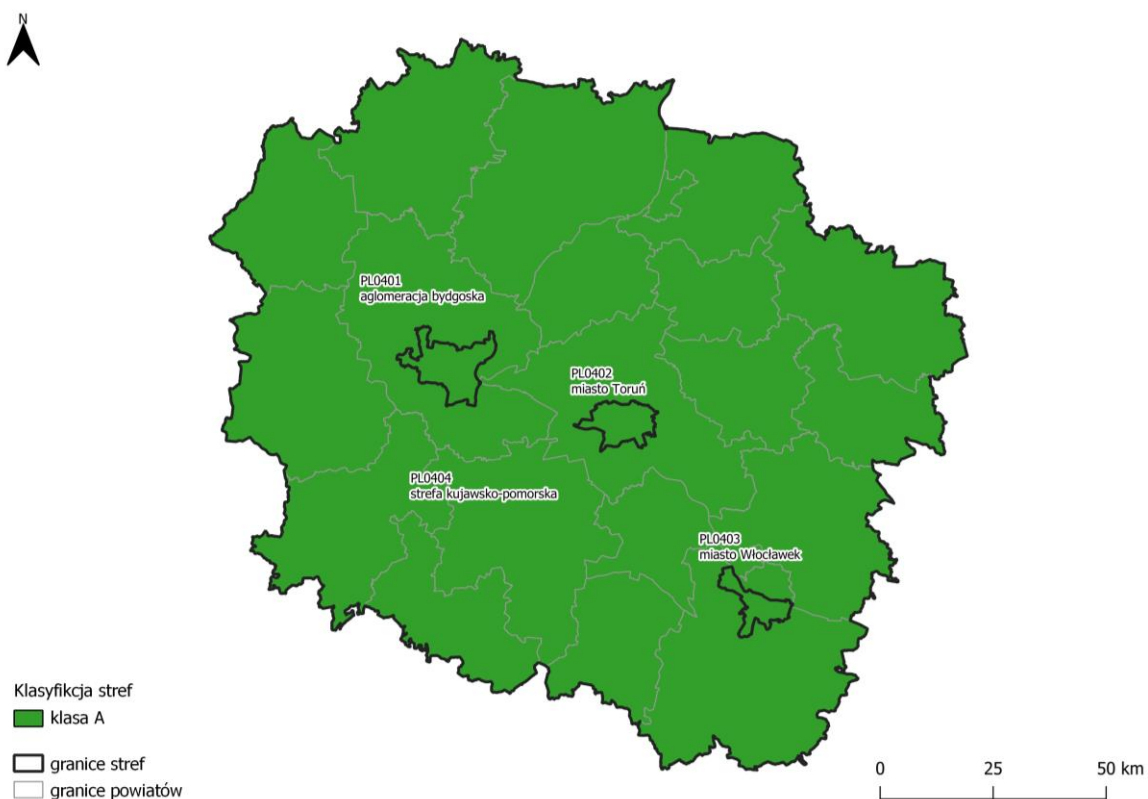 N
PL0401
aglomeracja bydgoska
PL0402
miasto Toruń
PL0404
strefa kujawsko-pomorska
PL0403
miasto Włocławek
Klasyfikcja stref
klasa A
granice stref
granice powiatów
0 25 50 km